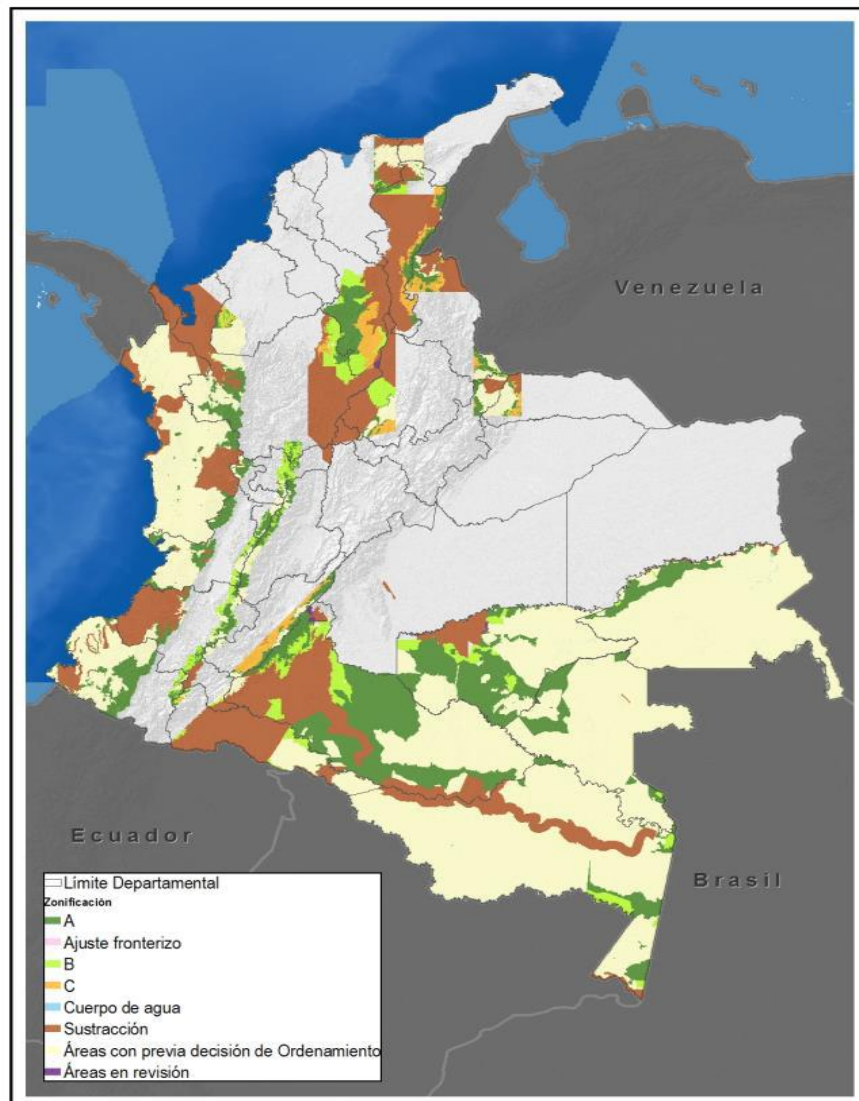 Venezuela
Ecuador
Brasil
Límite Departamental
Zonificación
A
Ajuste fronterizo
B
C
Cuerpo de agua
Sustracción
Áreas con previa decisión de Ordenamiento
Áreas en revisión